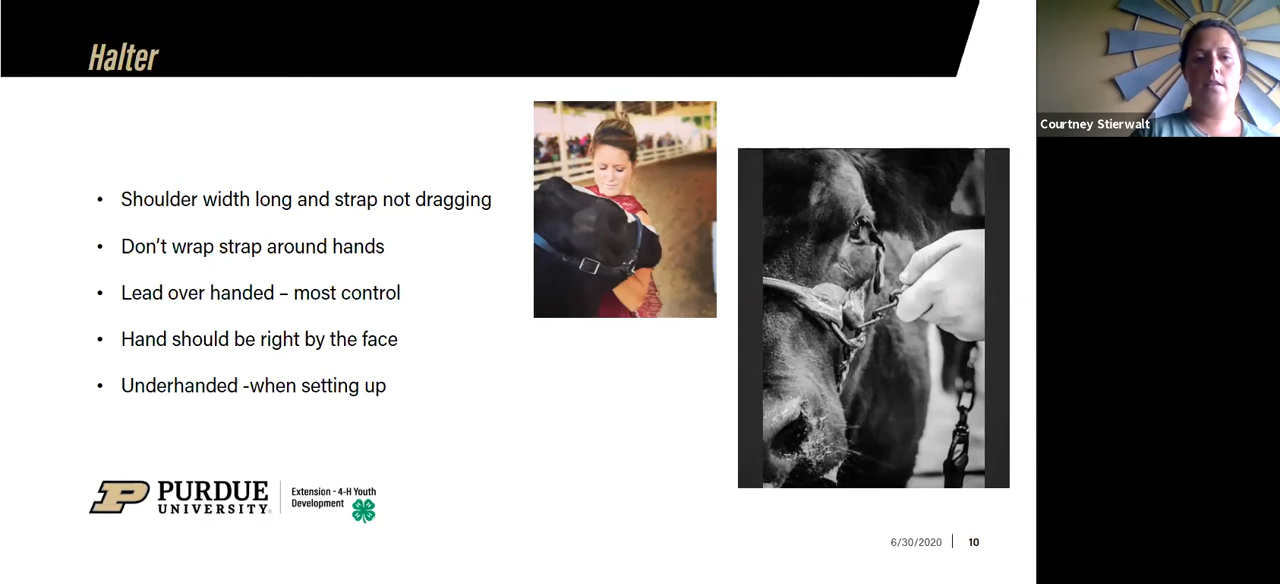 Halter
Courtney Stierwalt
• Shoulder width long and strap not dragging
• Don’t wrap strap around hands
• Lead over handed – most control
• Hand should be right by the face
• Underhanded -when setting up
PURDUE
UNIVERSITY®
Extension - 4-H Youth
Development
6/30/2020
10